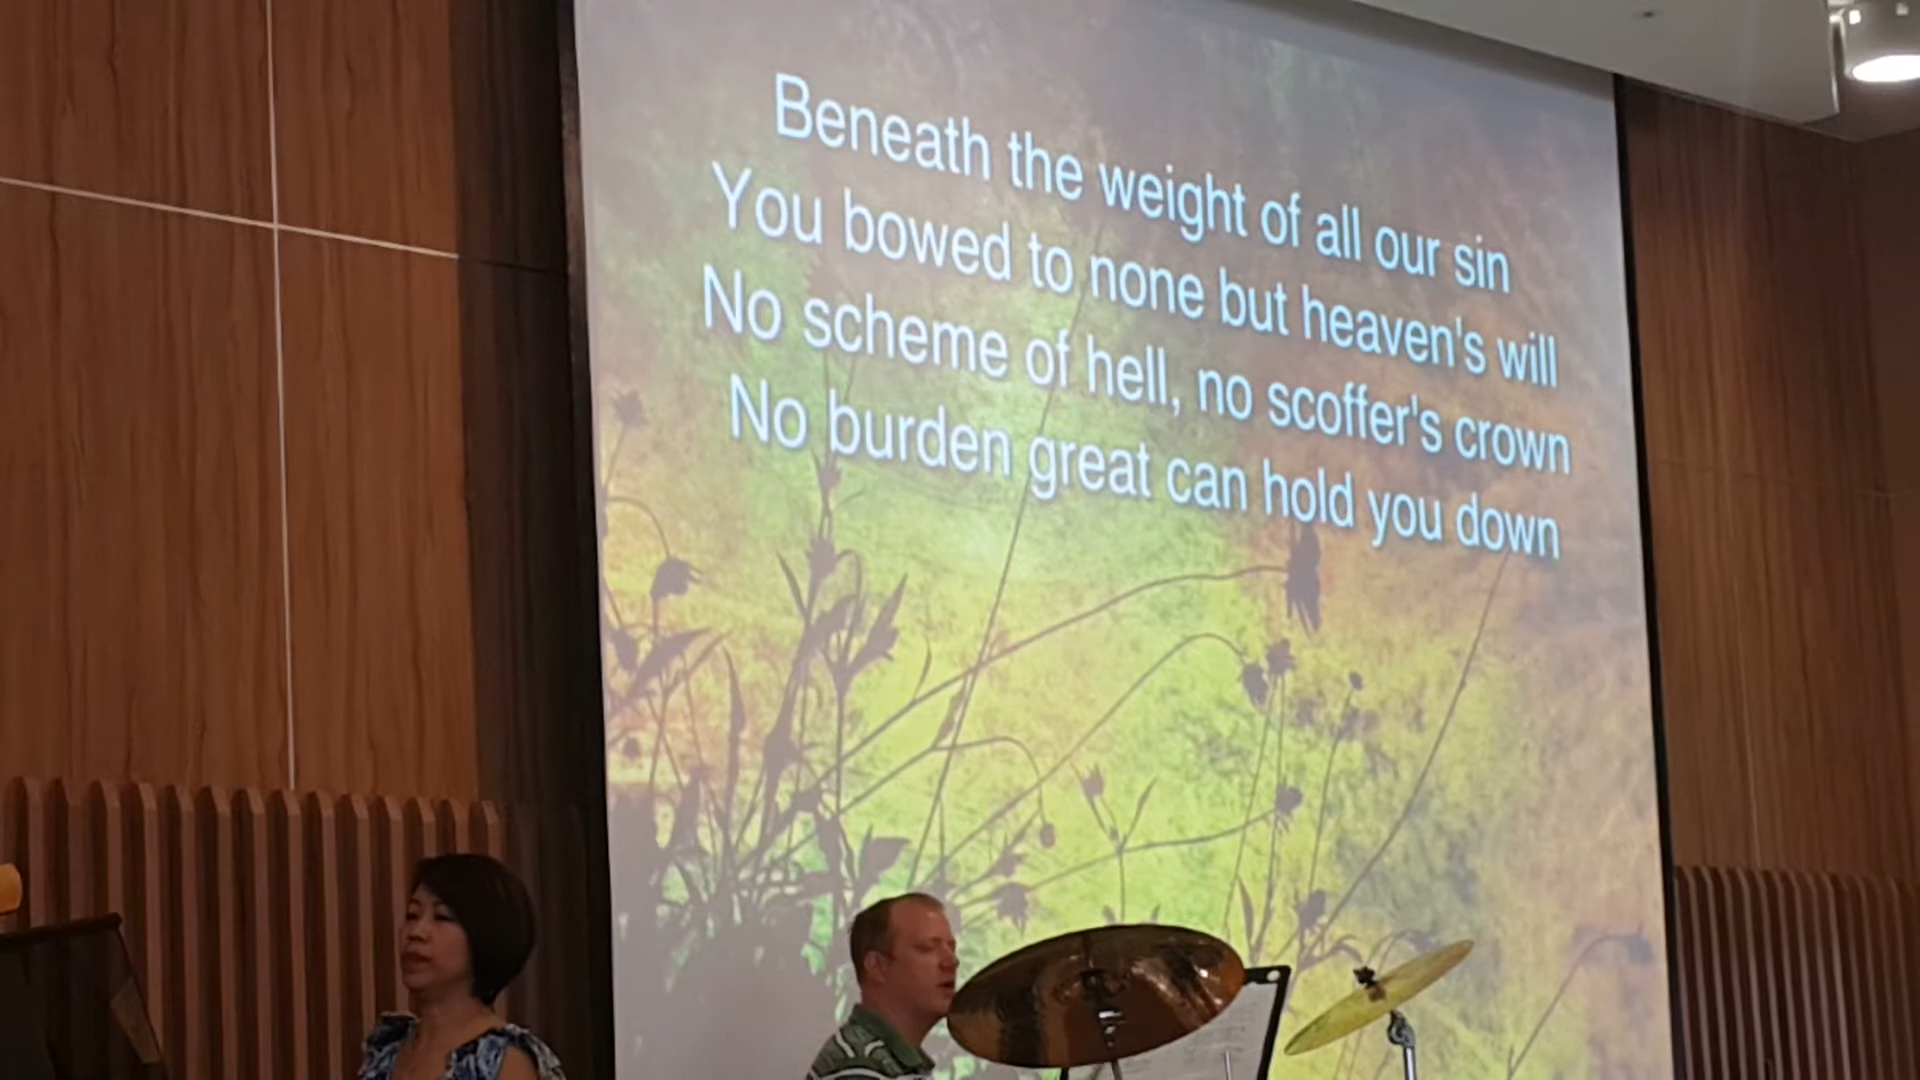 Beneath the weight of all our sin
You bowed to none but heaven's will
No scheme of hell, no scoffer's crown
No burden great can hold you down